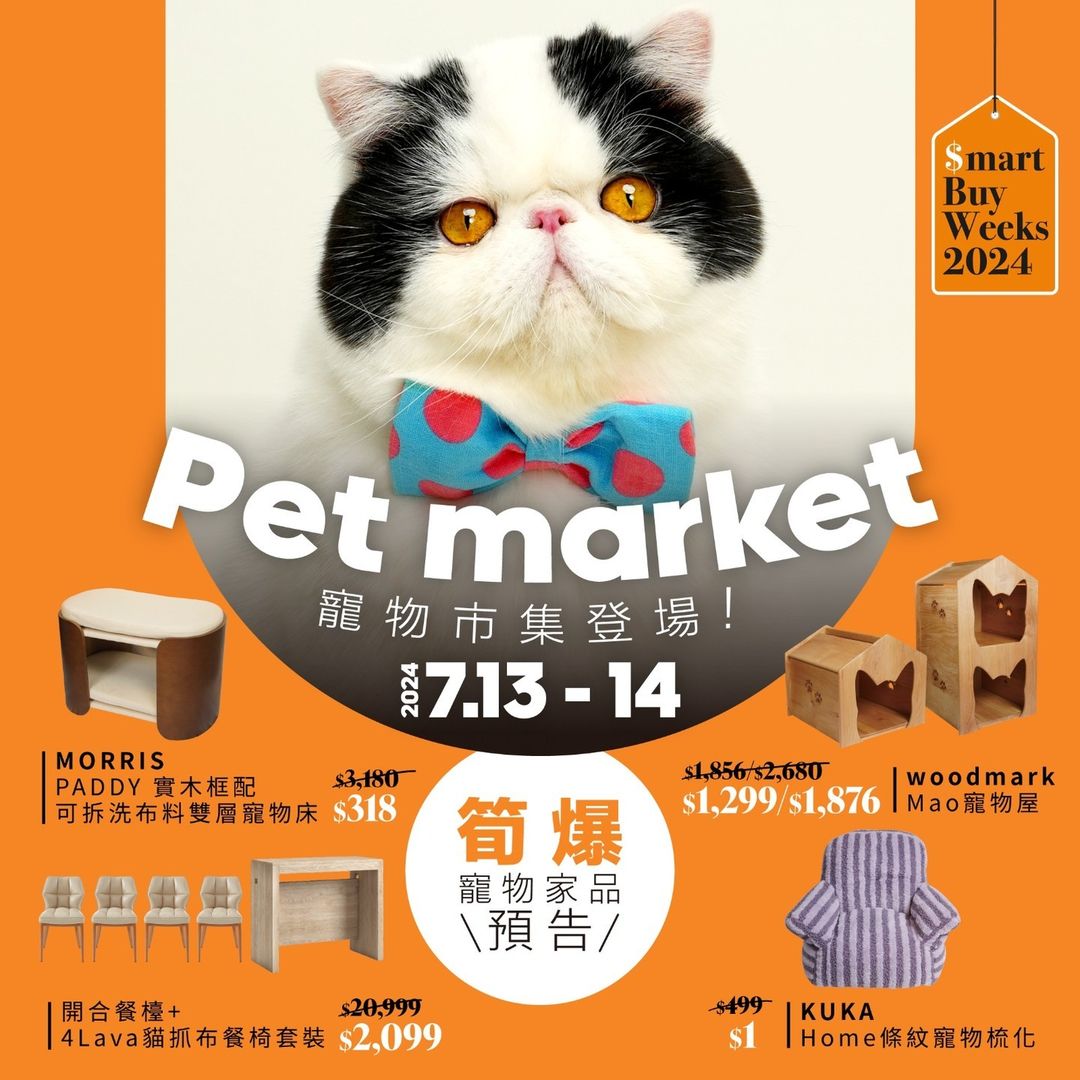 $mart
Buy
Weeks
2024
Pet market
寵物市集登場！
2024 7.13 - 14
MORRIS
PADDY 實木框配
可拆洗布料雙層寵物床
$3,180
$318
$1,856/$2,680
$1,299/$1,876
woodmark
Mao寵物屋
筍爆
寵物家品
\預告/
開合餐檯+
4Lava貓抓布餐椅套裝
$20,999
$2,099
$499
$1
KUKA
Home條紋寵物梳化